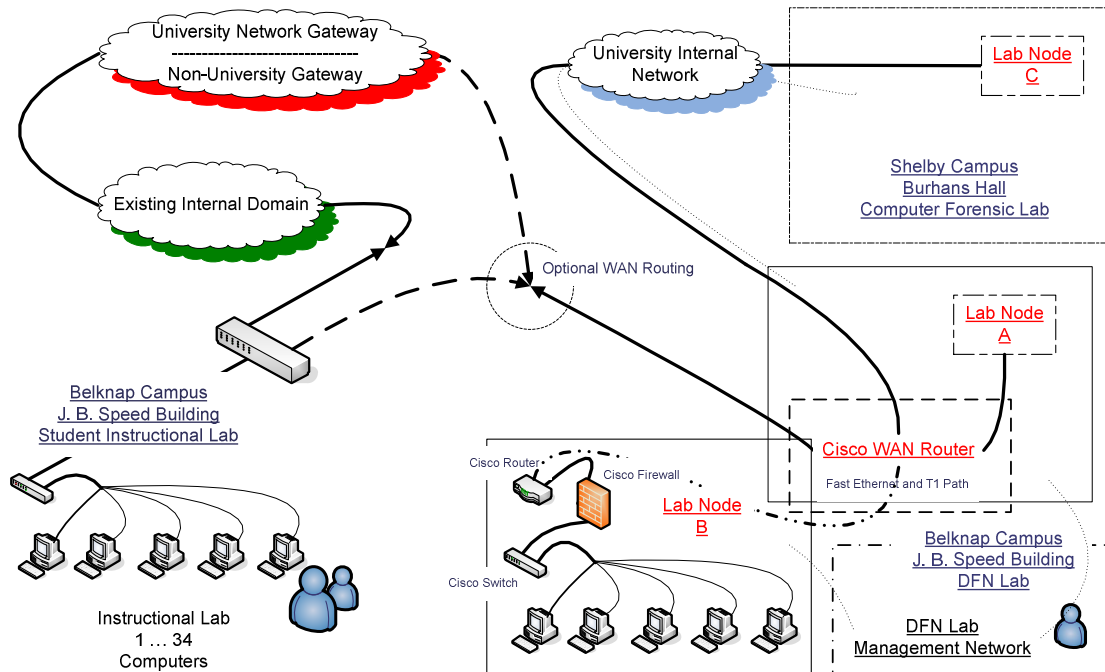 University Network Gateway
Non-University Gateway
University Internal
Network
Lab Node
C
Shelby Campus
Burhans Hall
Computer Forensic Lab
Existing Internal Domain
Optional WAN Routing
Lab Node
A
Belknap Campus
J. B. Speed Building
Student Instructional Lab
Cisco WAN Router
Fast Ethernet and T1 Path
Cisco Router
Cisco Firewall
Lab Node
B
Cisco Switch
Belknap Campus
J. B. Speed Building
DFN Lab
Instructional Lab
1 ... 34
Computers
DFN Lab
Management Network